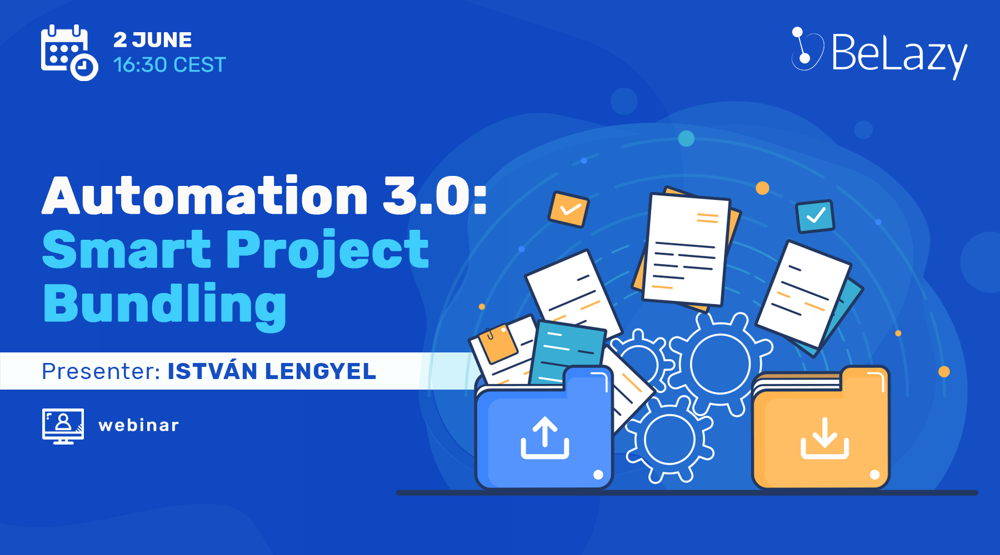 2 JUNE
16:30 CEST
BeLazy
Automation 3.0:
Smart Project
Bundling
Presenter: ISTVÁN LENGYEL
webinar